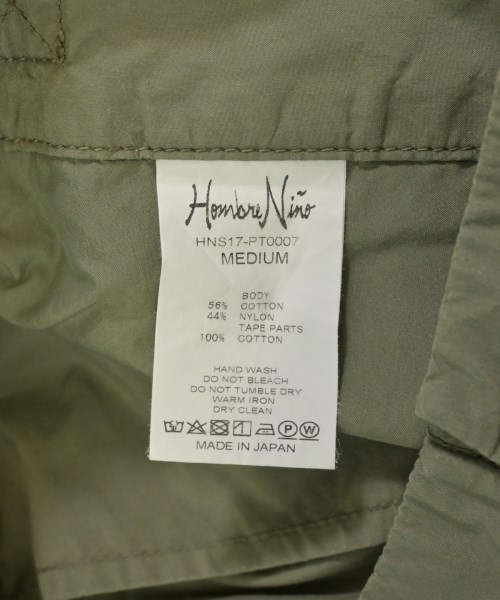 Hombre Niño
HNS17-PT0007
MEDIUM
BODY
56% COTTON
44% NYLON
TAPE PARTS
100% COTTON
HAND WASH
DO NOT BLEACH
DO NOT TUMBLE DRY
WARM IRON
DRY CLEAN
P W
MADE IN JAPAN